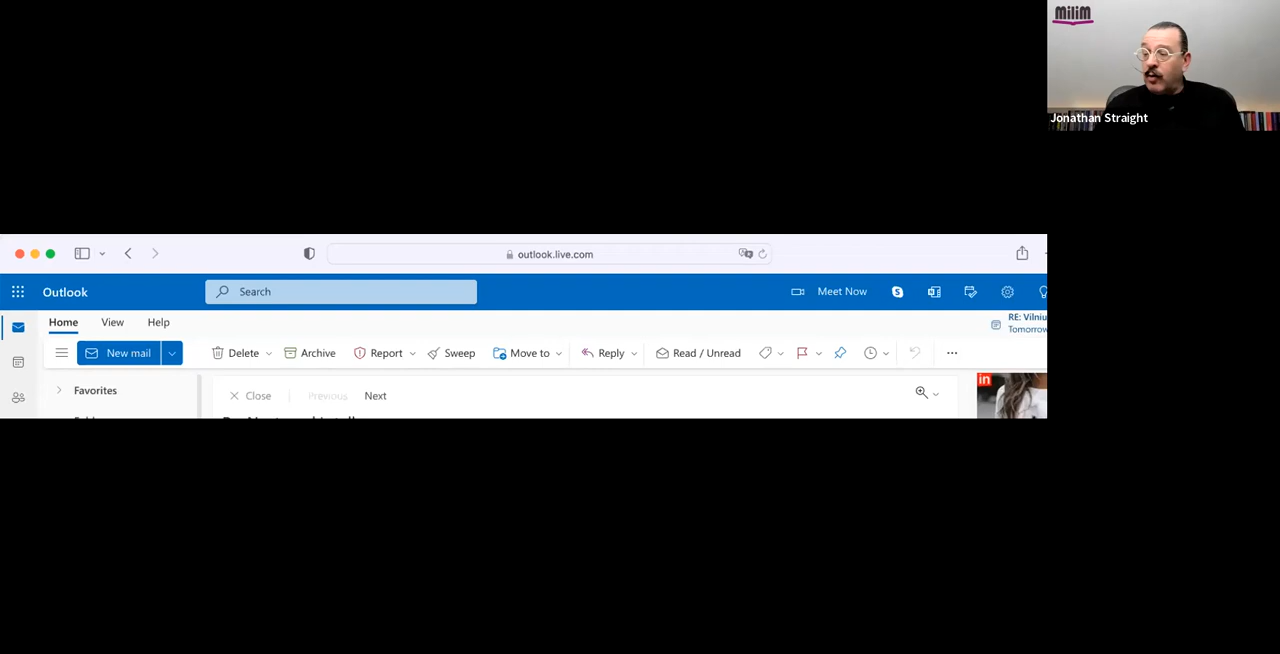 MILIM
Jonathan Straight
outlook.live.com
Outlook
Search
Meet Now
Home
View
Help
RE: Vilniu
Tomorrow
New mail
Delete
Archive
Report
Sweep
Move to
Reply
Read / Unread
Favorites
Close
Previous
Next
in